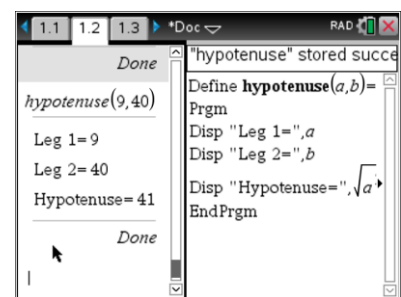 1.1 1.2 1.3 *Doc RAD
Done
hypotenuse(9,40)
Leg 1=9
Leg 2=40
Hypotenuse=41
Done
"hypotenuse" stored succe
Define hypotenuse(a,b)=
Prgm
Disp "Leg 1=",a
Disp "Leg 2=",b
Disp "Hypotenuse=",√a
EndPrgm